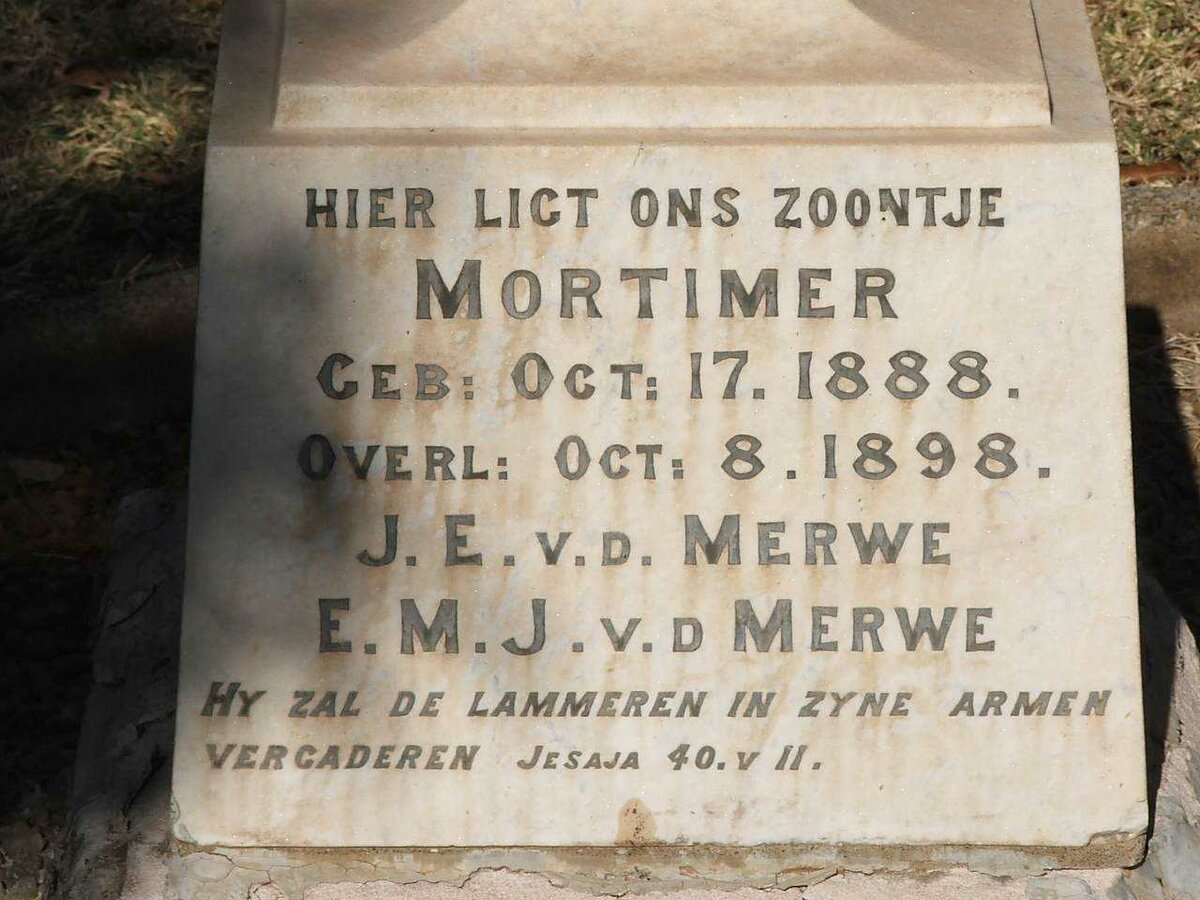 HIER LIGT ONS ZOONTJE
MORTIMER
GEB: OCT: 17. 1888.
OVERL: OCT: 8. 1898.
J. E. V.D. MERWE
E. M. J. V.D MERWE
HY ZAL DE LAMMEREN IN ZYNE ARMEN
VERGADEREN JESAJA 40. V 11.